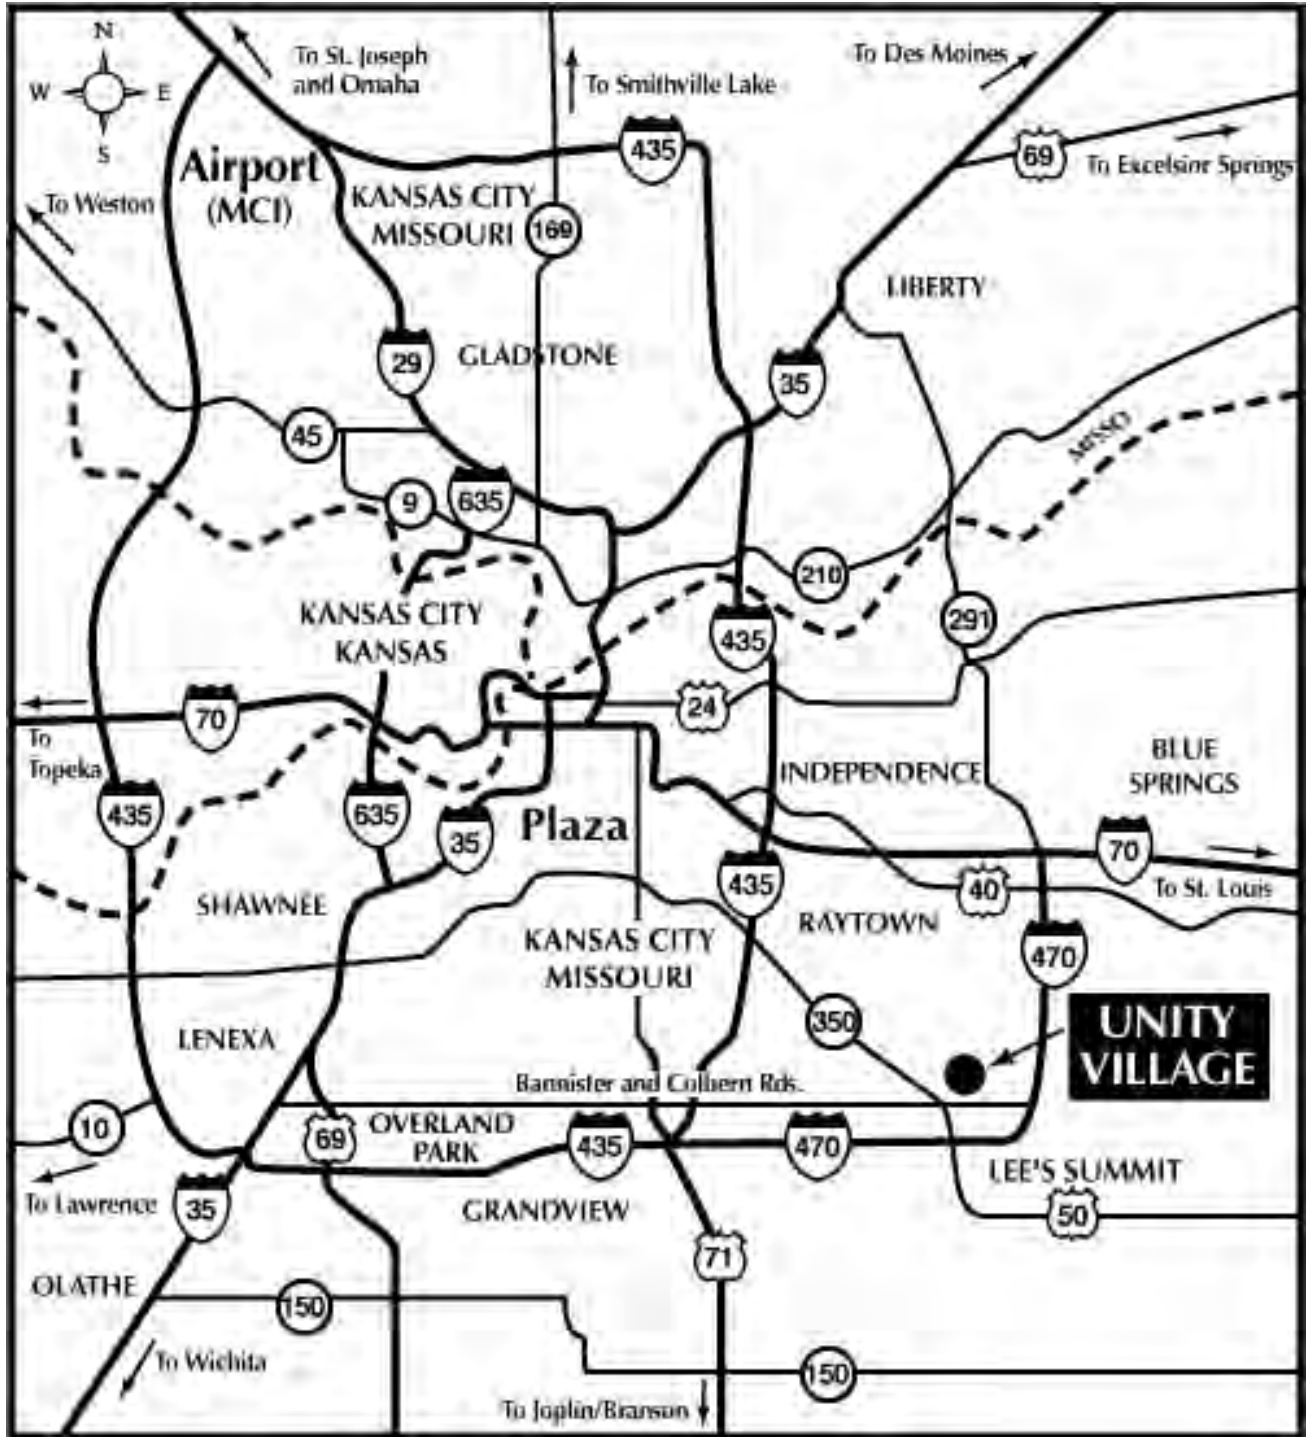 N
To St. Joseph
and Omaha
To Smithville Lake
To Des Moines
W
E
S
435
69
To Excelsior Springs
Airport
(MCI)
To Weston
KANSAS CITY
MISSOURI
169
LIBERTY
29
GLADSTONE
35
45
MISSO
635
9
210
KANSAS CITY
KANSAS
435
291
70
24
To
Topeka
INDEPENDENCE
BLUE
SPRINGS
435
635
35
Plaza
70
To St. Louis
435
40
SHAWNEE
RAYTOWN
KANSAS CITY
MISSOURI
470
350
UNITY
VILLAGE
LENEXA
Bannister and Colbern Rds.
10
69
OVERLAND
PARK
435
470
LEE'S SUMMIT
To Lawrence
35
GRANDVIEW
50
71
OLATHE
150
To Wichita
150
To Joplin/Branson